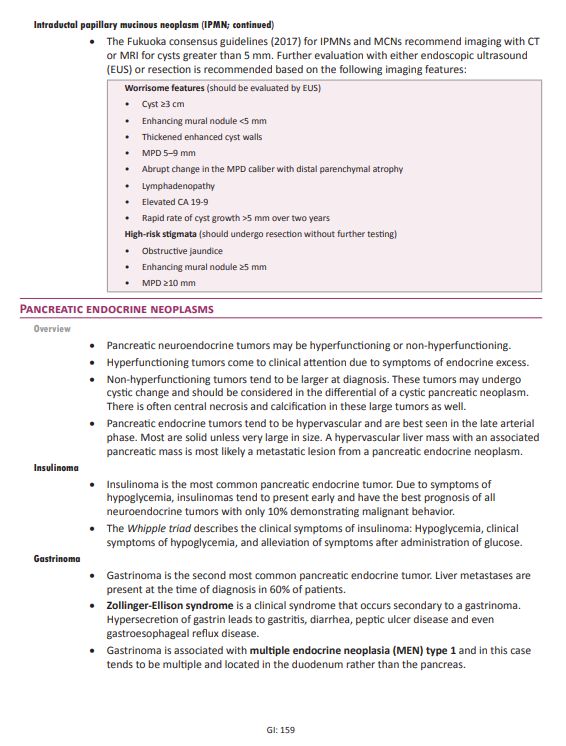 Intraductal papillary mucinous neoplasm (IPMN; continued)
• The Fukuoka consensus guidelines (2017) for IPMNs and MCNs recommend imaging with CT
or MRI for cysts greater than 5 mm. Further evaluation with either endoscopic ultrasound
(EUS) or resection is recommended based on the following imaging features:
Worrisome features (should be evaluated by EUS)
• Cyst ≥3 cm
• Enhancing mural nodule <5 mm
• Thickened enhanced cyst walls
• MPD 5–9 mm
• Abrupt change in the MPD caliber with distal parenchymal atrophy
• Lymphadenopathy
• Elevated CA 19-9
• Rapid rate of cyst growth >5 mm over two years
High-risk stigmata (should undergo resection without further testing)
• Obstructive jaundice
• Enhancing mural nodule ≥5 mm
• MPD ≥10 mm
PANCREATIC ENDOCRINE NEOPLASMS
Overview
• Pancreatic neuroendocrine tumors may be hyperfunctioning or non-hyperfunctioning.
• Hyperfunctioning tumors come to clinical attention due to symptoms of endocrine excess.
• Non-hyperfunctioning tumors tend to be larger at diagnosis. These tumors may undergo
cystic change and should be considered in the differential of a cystic pancreatic neoplasm.
There is often central necrosis and calcification in these large tumors as well.
• Pancreatic endocrine tumors tend to be hypervascular and are best seen in the late arterial
phase. Most are solid unless very large in size. A hypervascular liver mass with an associated
pancreatic mass is most likely a metastatic lesion from a pancreatic endocrine neoplasm.
Insulinoma
• Insulinoma is the most common pancreatic endocrine tumor. Due to symptoms of
hypoglycemia, insulinomas tend to present early and have the best prognosis of all
neuroendocrine tumors with only 10% demonstrating malignant behavior.
• The Whipple triad describes the clinical symptoms of insulinoma: Hypoglycemia, clinical
symptoms of hypoglycemia, and alleviation of symptoms after administration of glucose.
Gastrinoma
• Gastrinoma is the second most common pancreatic endocrine tumor. Liver metastases are
present at the time of diagnosis in 60% of patients.
• Zollinger-Ellison syndrome is a clinical syndrome that occurs secondary to a gastrinoma.
Hypersecretion of gastrin leads to gastritis, diarrhea, peptic ulcer disease and even
gastroesophageal reflux disease.
• Gastrinoma is associated with multiple endocrine neoplasia (MEN) type 1 and in this case
tends to be multiple and located in the duodenum rather than the pancreas.
GI: 159